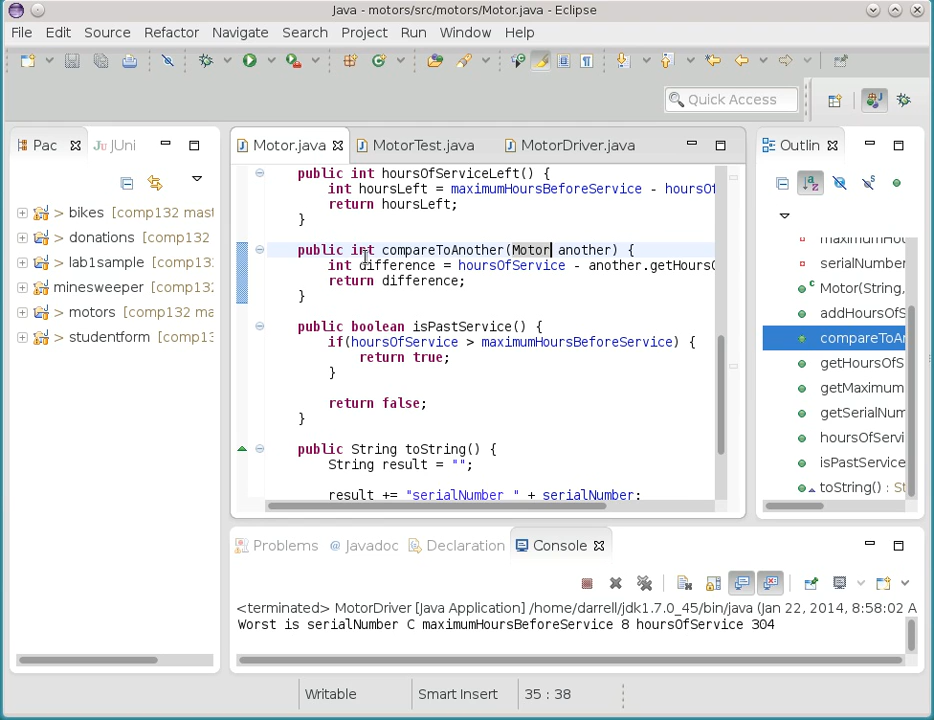 Java - motors/src/motors/Motor.java - Eclipse
File Edit Source Refactor Navigate Search Project Run Window Help
Quick Access
Pac JUni
> bikes [comp132 mast
> donations [comp132
> lab1sample [comp132
minesweeper [comp132
> motors [comp132 ma
> studentform [comp13
Motor.java MotorTest.java MotorDriver.java
public int hoursOfServiceLeft() {
int hoursLeft = maximumHoursBeforeService - hoursOf
return hoursLeft;
}
public int compareToAnother(Motor another) {
int difference = hoursOfService - another.getHoursO
return difference;
}
public boolean isPastService() {
if(hoursOfService > maximumHoursBeforeService) {
return true;
}
return false;
}
public String toString() {
String result = "";
result += "serialNumber " + serialNumber;
Outlin
maximumHo
serialNumber
Motor(String,
addHoursOfS
compareToAn
getHoursOfS
getMaximum
getSerialNum
hoursOfServi
isPastService
toString() : St
Problems Javadoc Declaration Console
<terminated> MotorDriver [Java Application] /home/darrell/jdk1.7.0_45/bin/java (Jan 22, 2014, 8:58:02 A
Worst is serialNumber C maximumHoursBeforeService 8 hoursOfService 304
Writable Smart Insert 35 : 38